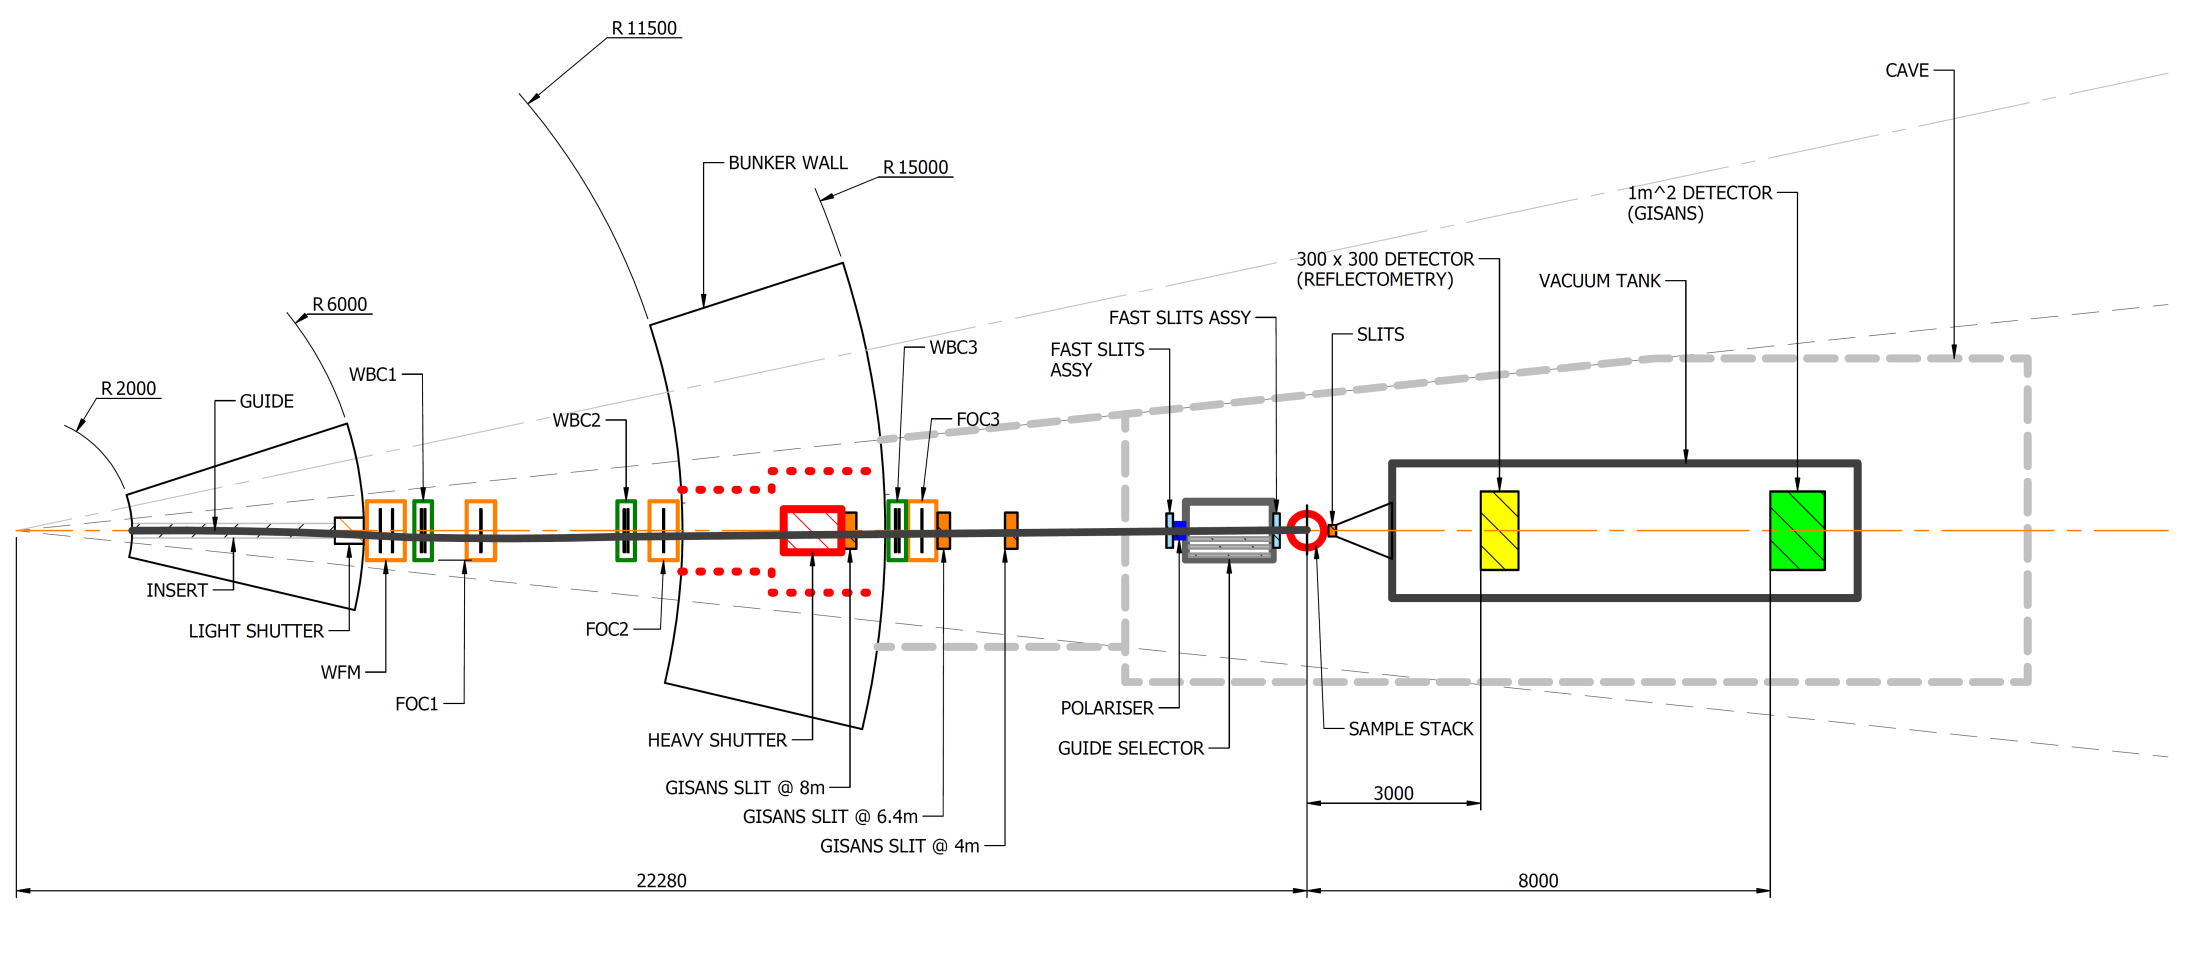 R 11500
CAVE
BUNKER WALL
R 15000
1m^2 DETECTOR
(GISANS)
300 x 300 DETECTOR
(REFLECTOMETRY)
VACUUM TANK
R 6000
FAST SLITS ASSY
SLITS
FAST SLITS
ASSY
WBC3
WBC1
R 2000
GUIDE
WBC2
FOC3
INSERT
LIGHT SHUTTER
FOC2
WFM
FOC1
POLARISER
SAMPLE STACK
HEAVY SHUTTER
GUIDE SELECTOR
GISANS SLIT @ 8m
3000
GISANS SLIT @ 6.4m
GISANS SLIT @ 4m
22280
8000